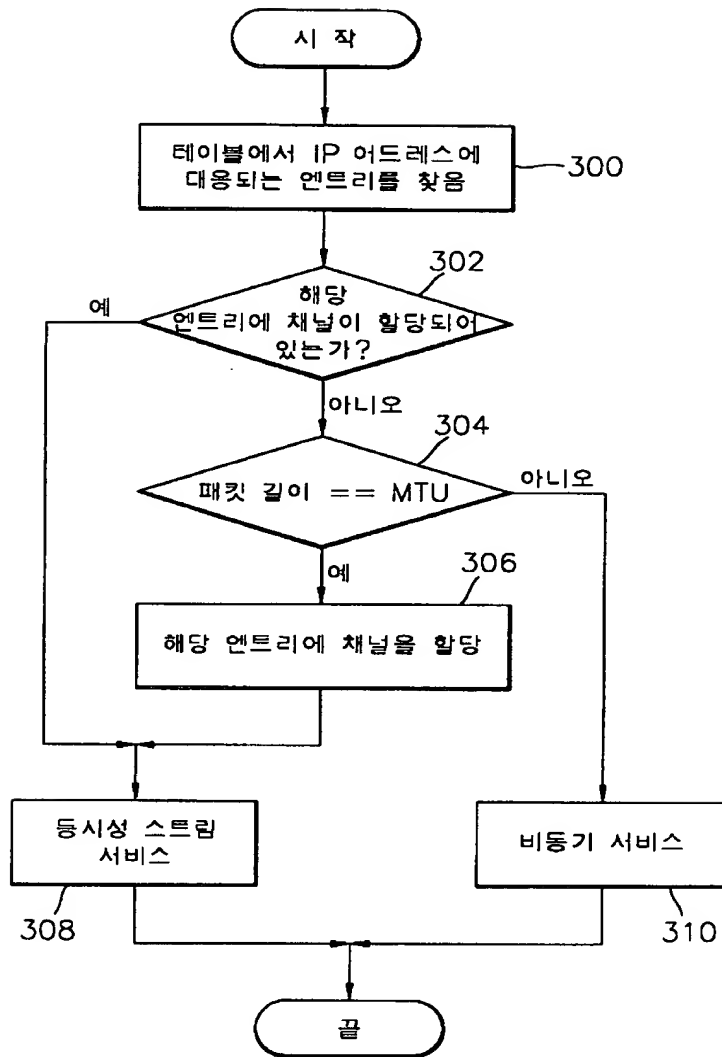 시 작
테이블에서 IP 어드레스에
대응되는 엔트리를 찾음
300
302
해당
엔트리에 채널이 할당되어
있는가?
예
아니오
304
패킷 길이 == MTU
아니오
예
306
해당 엔트리에 채널을 할당
등시성 스트림
서비스
308
비동기 서비스
310
끝